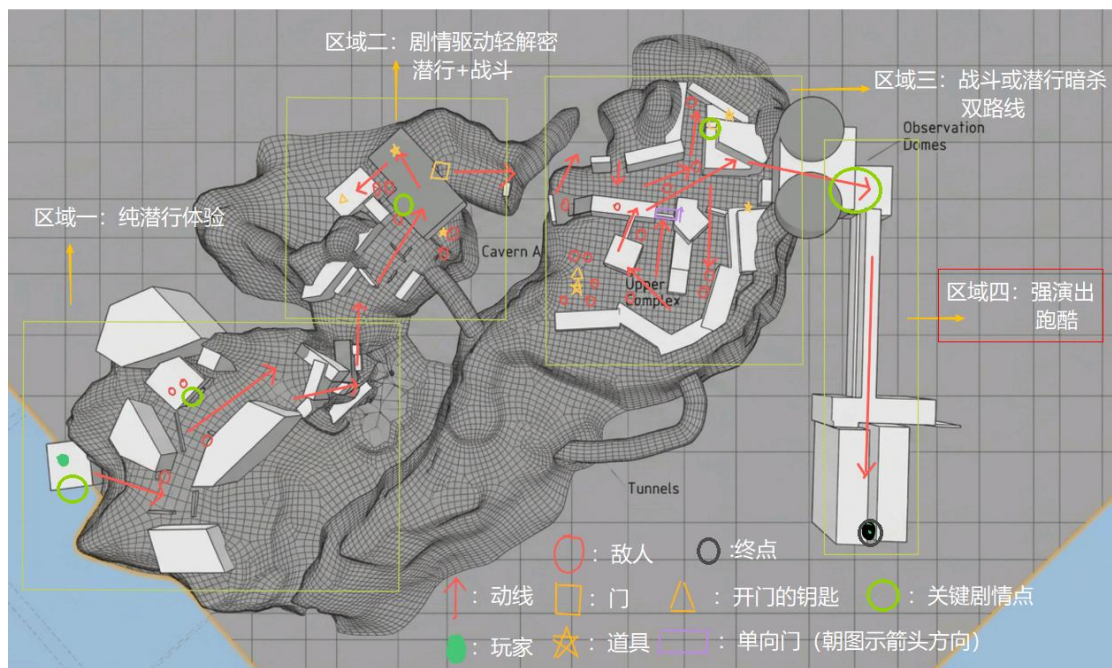 区域二：剧情驱动轻解密
潜行+战斗
区域三：战斗或潜行暗杀
双路线
Observation
Domes
区域一：纯潜行体验
Cavern A
Upper
Complex
区域四：强演出
跑酷
Tunnels
：敌人
：终点
：动线
：门
：开门的钥匙
：关键剧情点
：玩家
：道具
：单向门（朝图示箭头方向）